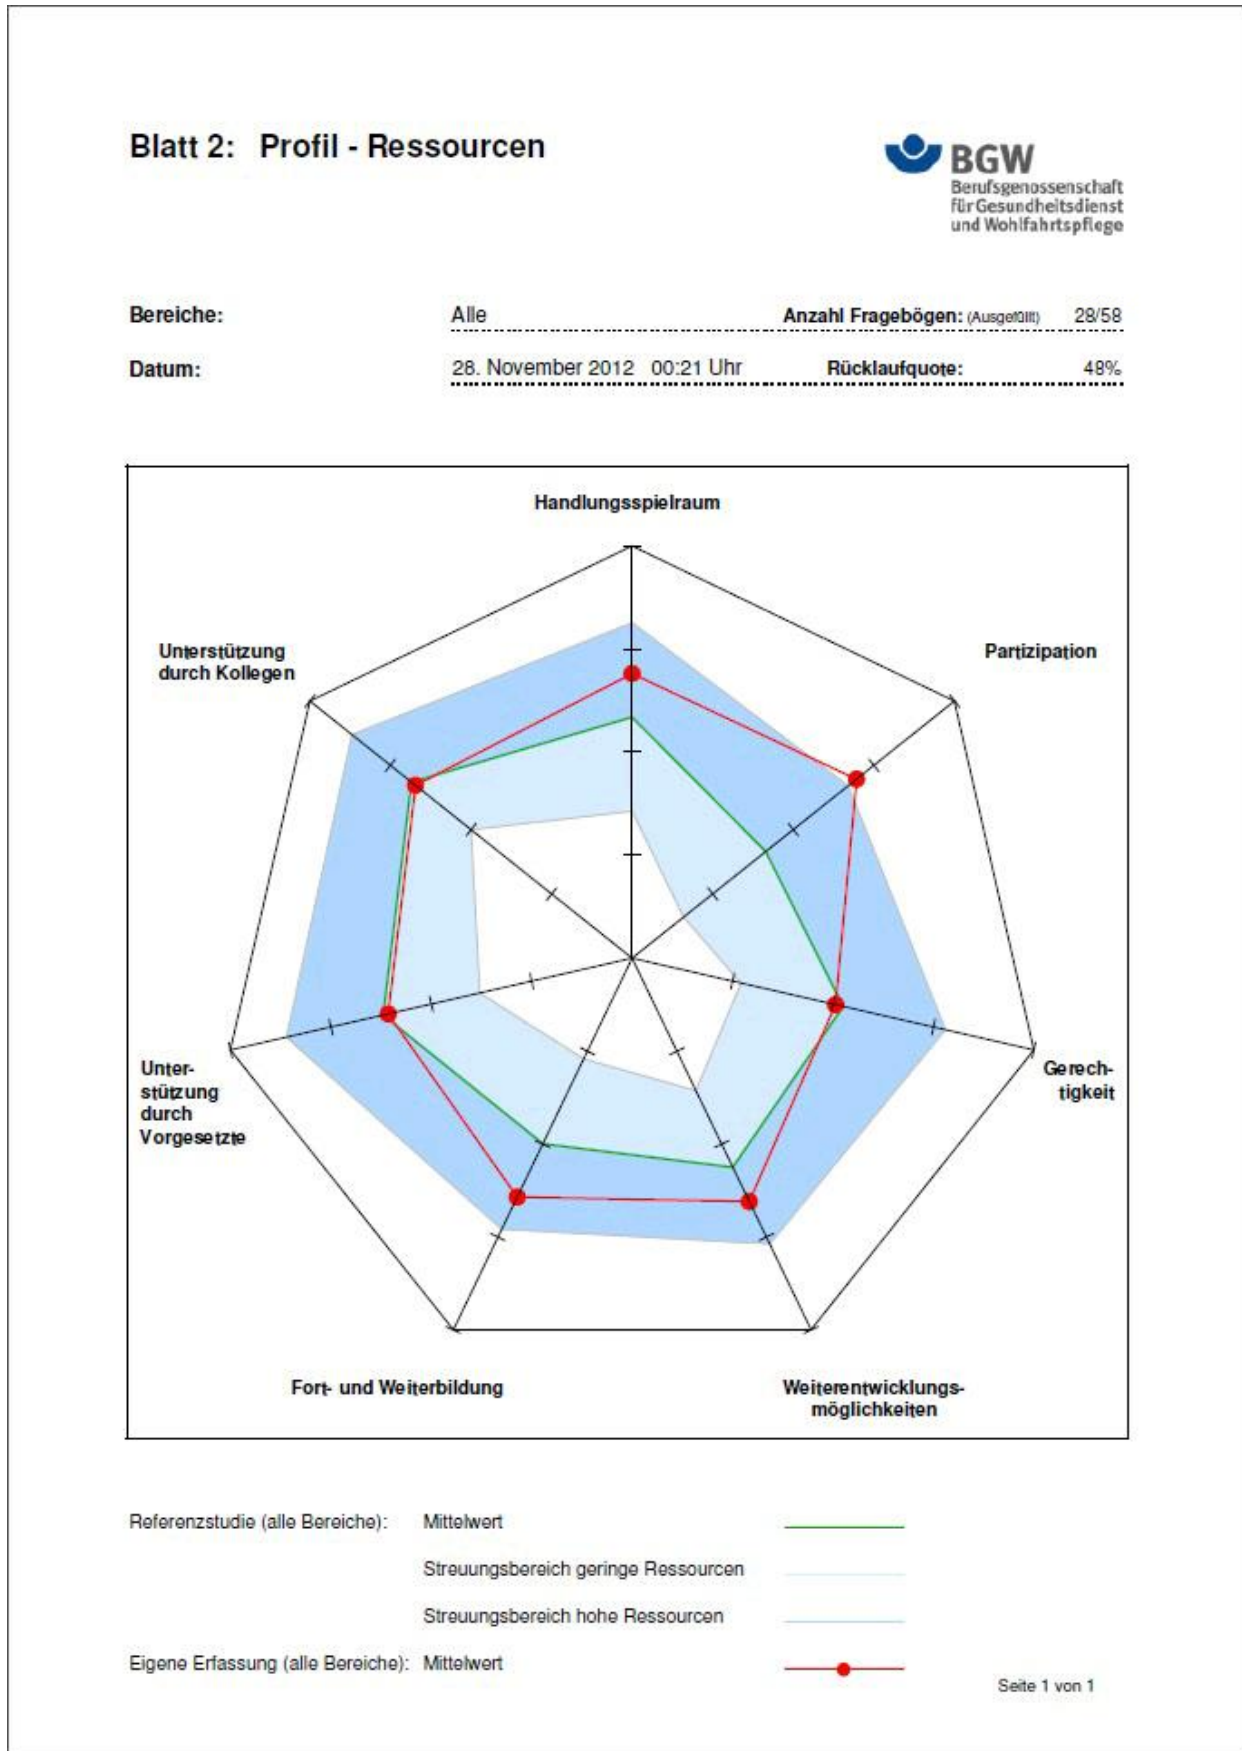 Blatt 2: Profil - Ressourcen
BGW
Berufsgenossenschaft
für Gesundheitsdienst
und Wohlfahrtspflege
Bereiche: Alle Anzahl Fragebögen: (Ausgefüllt) 28/58
Datum: 28. November 2012 00:21 Uhr Rücklaufquote: 48%
Handlungsspielraum
Unterstützung
durch Kollegen
Partizipation
Unter-
stützung
durch
Vorgesetzte
Gerech-
tigkeit
Fort- und Weiterbildung
Weiterentwicklungs-
möglichkeiten
Referenzstudie (alle Bereiche): Mittelwert
Streuungsbereich geringe Ressourcen
Streuungsbereich hohe Ressourcen
Eigene Erfassung (alle Bereiche): Mittelwert
Seite 1 von 1